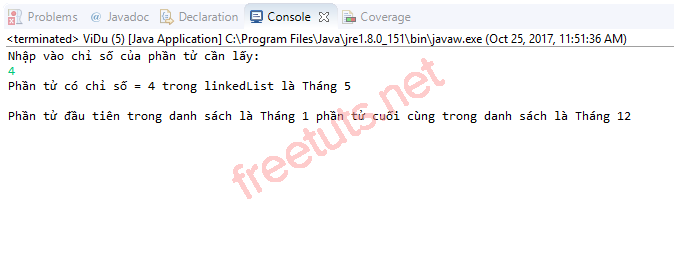 Problems @ Javadoc Declaration Console Coverage
<terminated> ViDu (5) [Java Application] C:\Program Files\Java\jre1.8.0_151\bin\javaw.exe (Oct 25, 2017, 11:51:36 AM)
Nhập vào chỉ số của phần tử cần lấy:
4
Phần tử có chỉ số = 4 trong linkedList là Tháng 5
Phần tử đầu tiên trong danh sách là Tháng 1 phần tử cuối cùng trong danh sách là Tháng 12
freetuts.net